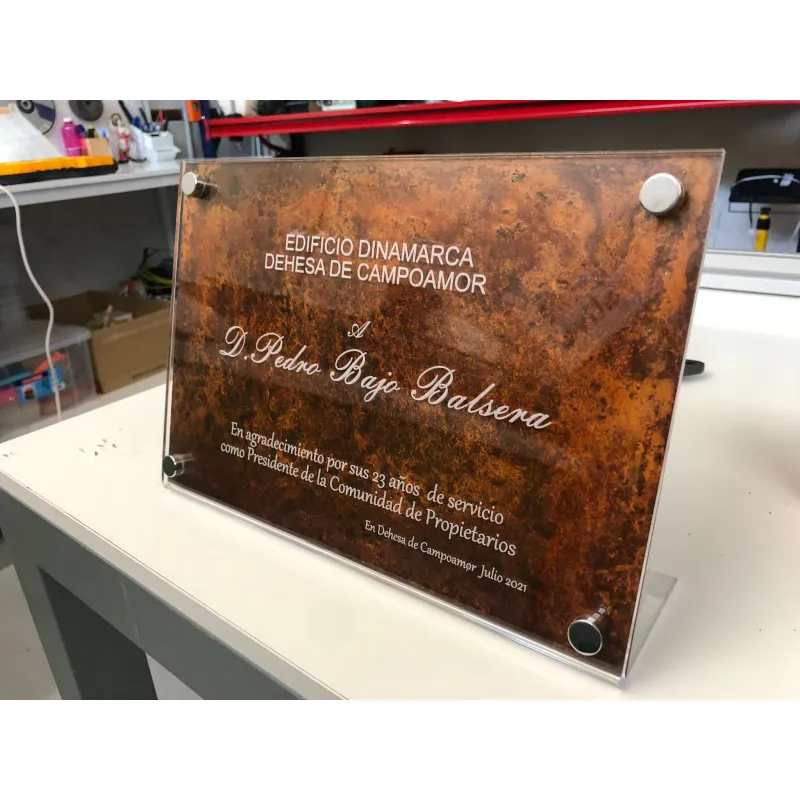 EDIFICIO DINAMARCA
DEHESA DE CAMPOAMOR
A
D.Pedro Bajo Balsera
En agradecimiento por sus 23 años de servicio
como Presidente de la Comunidad de Propietarios
En Dehesa de Campoamør Julio 2021